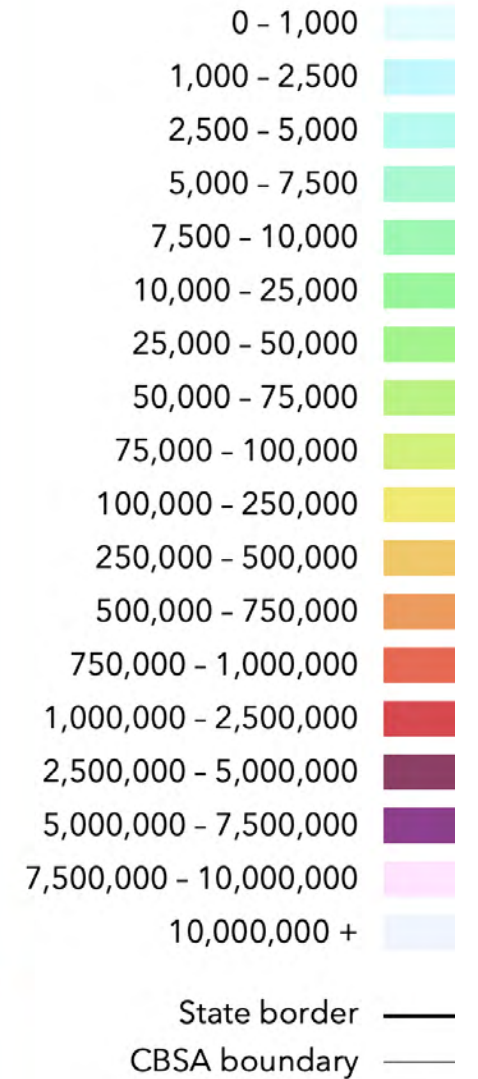 0 – 1,000
1,000 – 2,500
2,500 – 5,000
5,000 – 7,500
7,500 – 10,000
10,000 – 25,000
25,000 – 50,000
50,000 – 75,000
75,000 – 100,000
100,000 – 250,000
250,000 – 500,000
500,000 – 750,000
750,000 – 1,000,000
1,000,000 – 2,500,000
2,500,000 – 5,000,000
5,000,000 – 7,500,000
7,500,000 – 10,000,000
10,000,000 +
State border
CBSA boundary